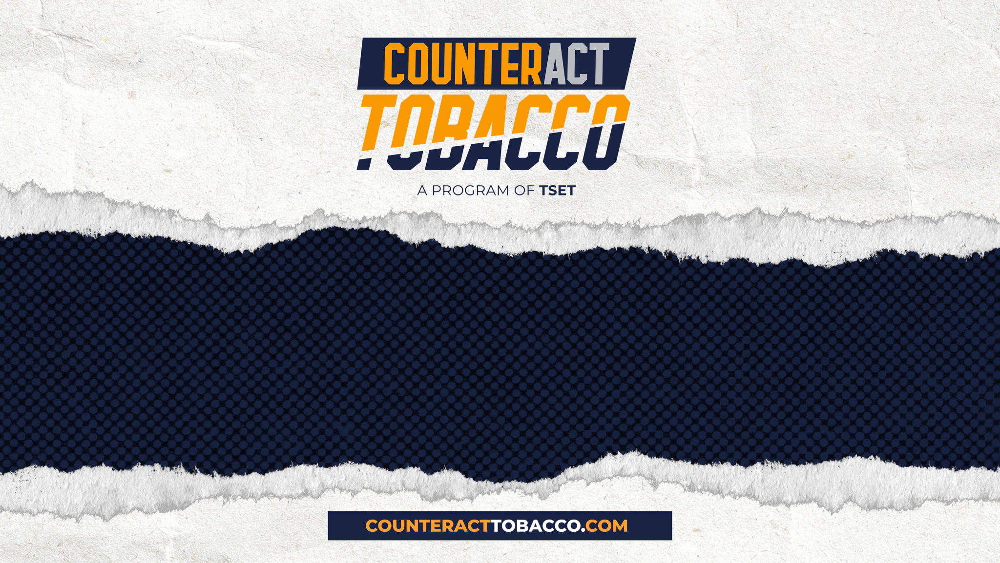 COUNTERACT
TOBACCO
A PROGRAM OF TSET
COUNTERACTTOBACCO.COM